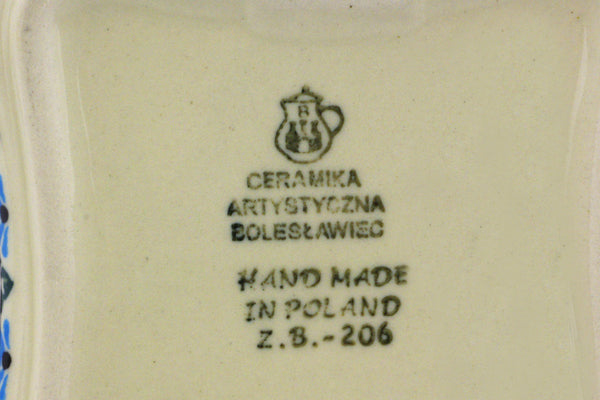 B
CERAMIKA
ARTYSTYCZNA
BOLESŁAWIEC
HAND MADE
IN POLAND
Z.B.-206